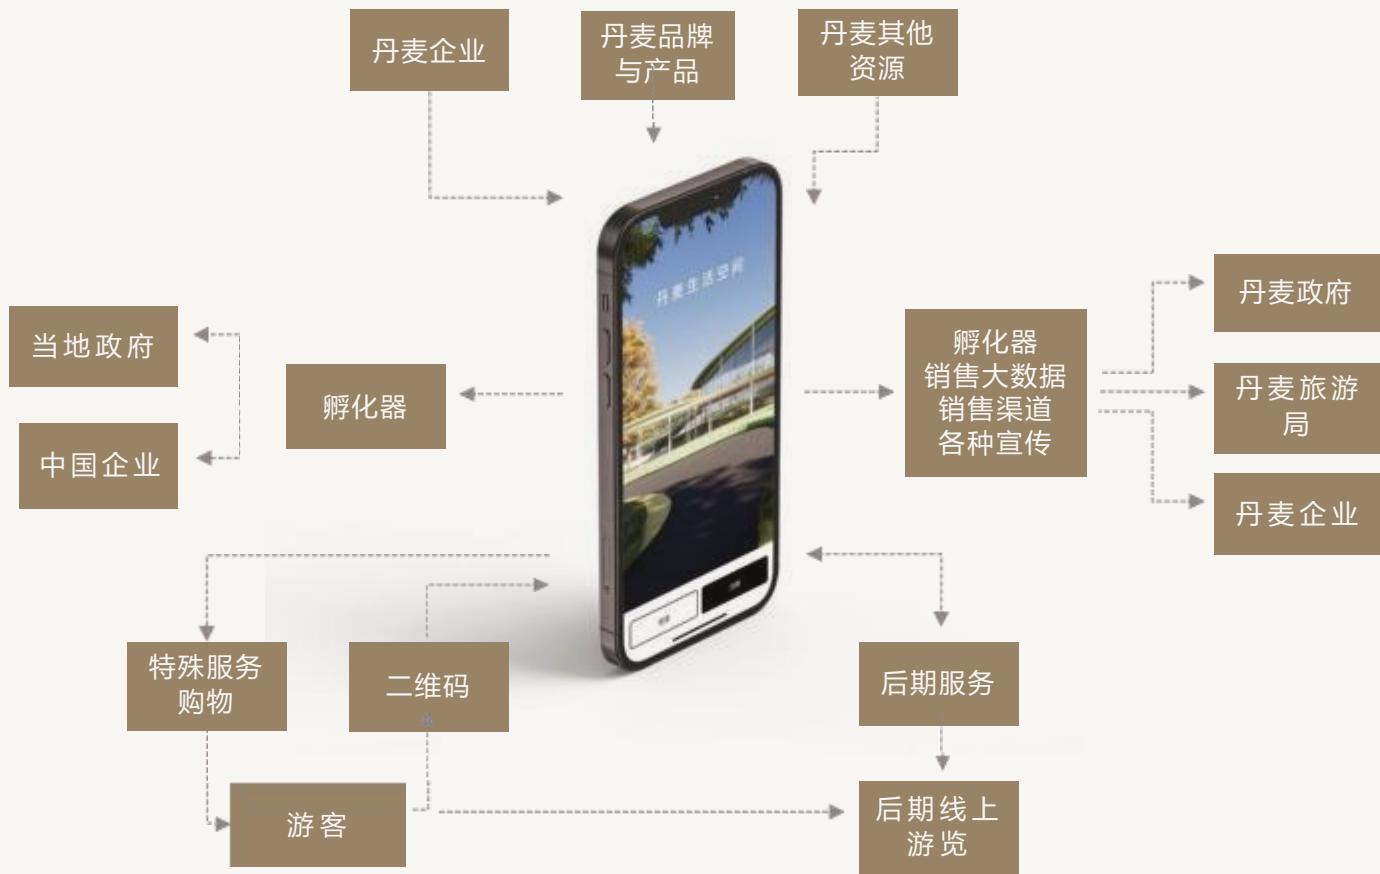 丹麦企业
丹麦品牌
与产品
丹麦其他
资源
丹麦生活空间
当地政府
中国企业
孵化器
孵化器
销售大数据
销售渠道
各种宣传
丹麦政府
丹麦旅游
局
丹麦企业
特殊服务
购物
二维码
后期服务
游客
后期线上
游览